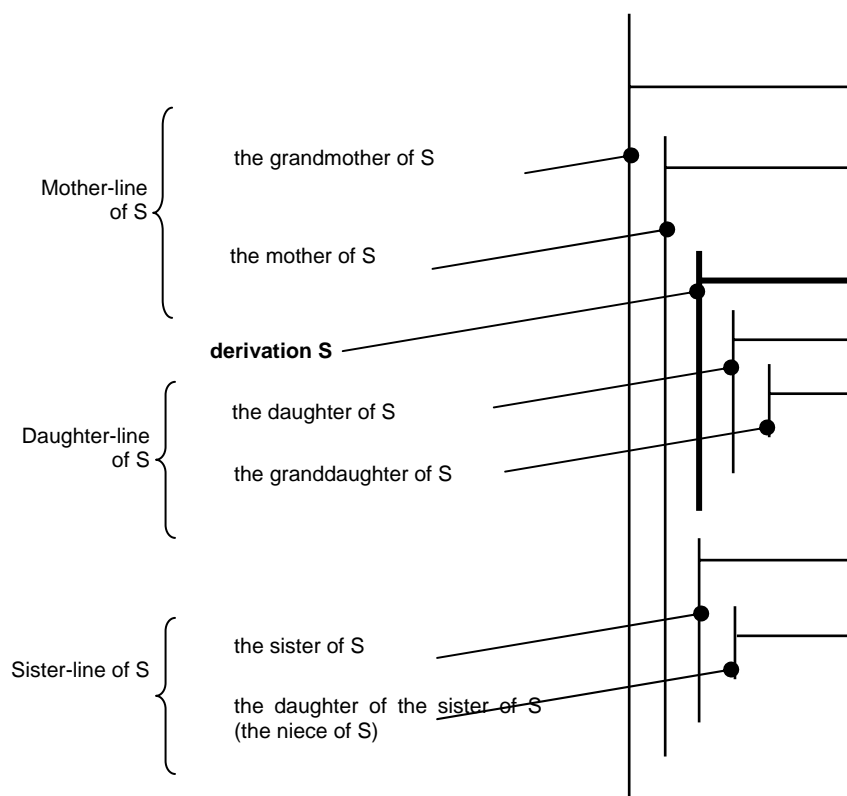 the grandmother of S
Mother-line
of S
the mother of S
derivation S
the daughter of S
Daughter-line
of S
the granddaughter of S
the sister of S
Sister-line of S
the daughter of the sister of S
(the niece of S)